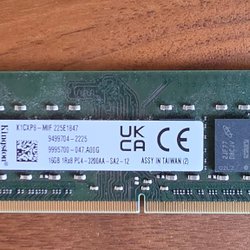 Kingston
K1CXP8-MIF 225E1847
9499704-2225
9995700-047.A00G
16GB 1Rx8 PC4-3200AA-SA2-12
UK
CA
CE
ASSY IN TAIWAN (2)